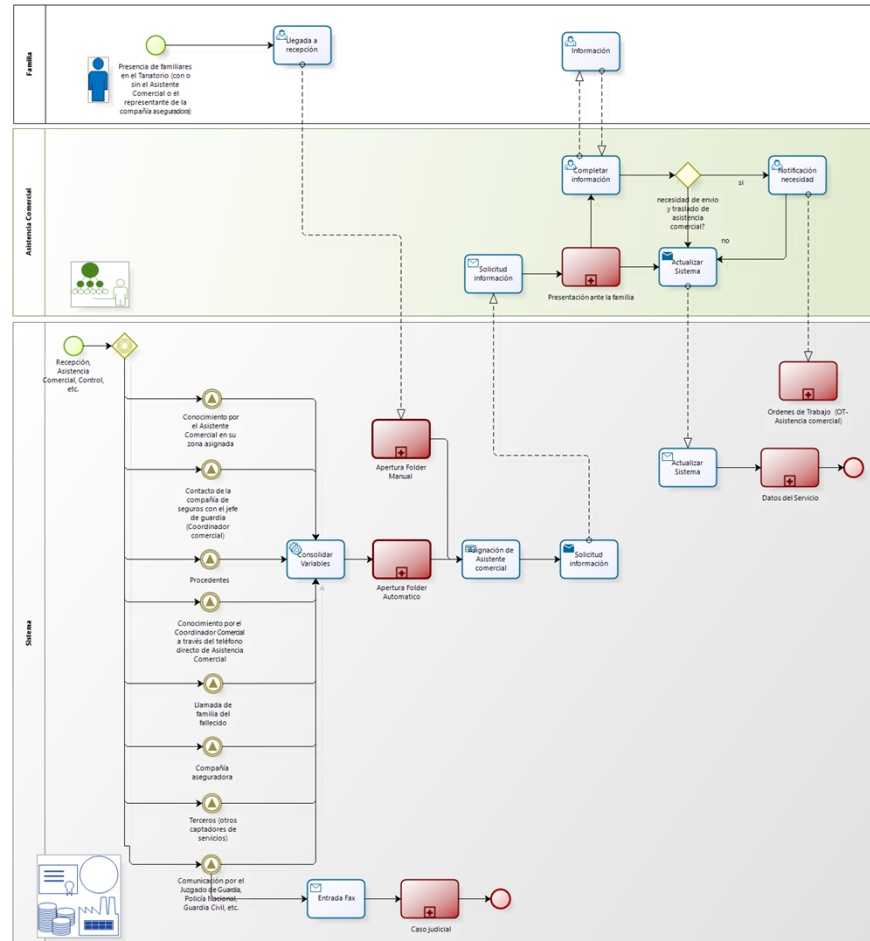 Familia
Llegada a
recepción
Información
Presencia de familiares
en el Tanatorio (con o
sin el Asistente
Comercial o el
representante de la
compañía aseguradora)
Asistencia Comercial
Completar
información
si
Notificación
necesidad
necesidad de envio
y traslado de
asistencia
comercial?
no
Solicitud
información
Presentación ante la familia
Actualizar
Sistema
Sistema
Recepción,
Asistencia
Comercial, Control,
etc.
Conocimiento por
el Asistente
Comercial en su
zona asignada
Apertura Folder
Manual
Ordenes de Trabajo (OT-
Asistencia comercial)
Actualizar
Sistema
Datos del Servicio
Contacto de la
compañía de
seguros con el jefe
de guardia
(Coordinador
comercial)
Consolidar
Variables
Apertura Folder
Automatico
Asignación de
Asistente
comercial
Solicitud
información
Procedentes
Conocimiento por el
Coordinador Comercial
a través del teléfono
directo de Asistencia
Comercial
Llamada de
familia del
fallecido
Compañía
aseguradora
Terceros (otros
captadores de
servicios)
Comunicación por el
Juzgado de Guardia,
Policía Nacional,
Guardia Civil, etc.
Entrada Fax
Caso judicial